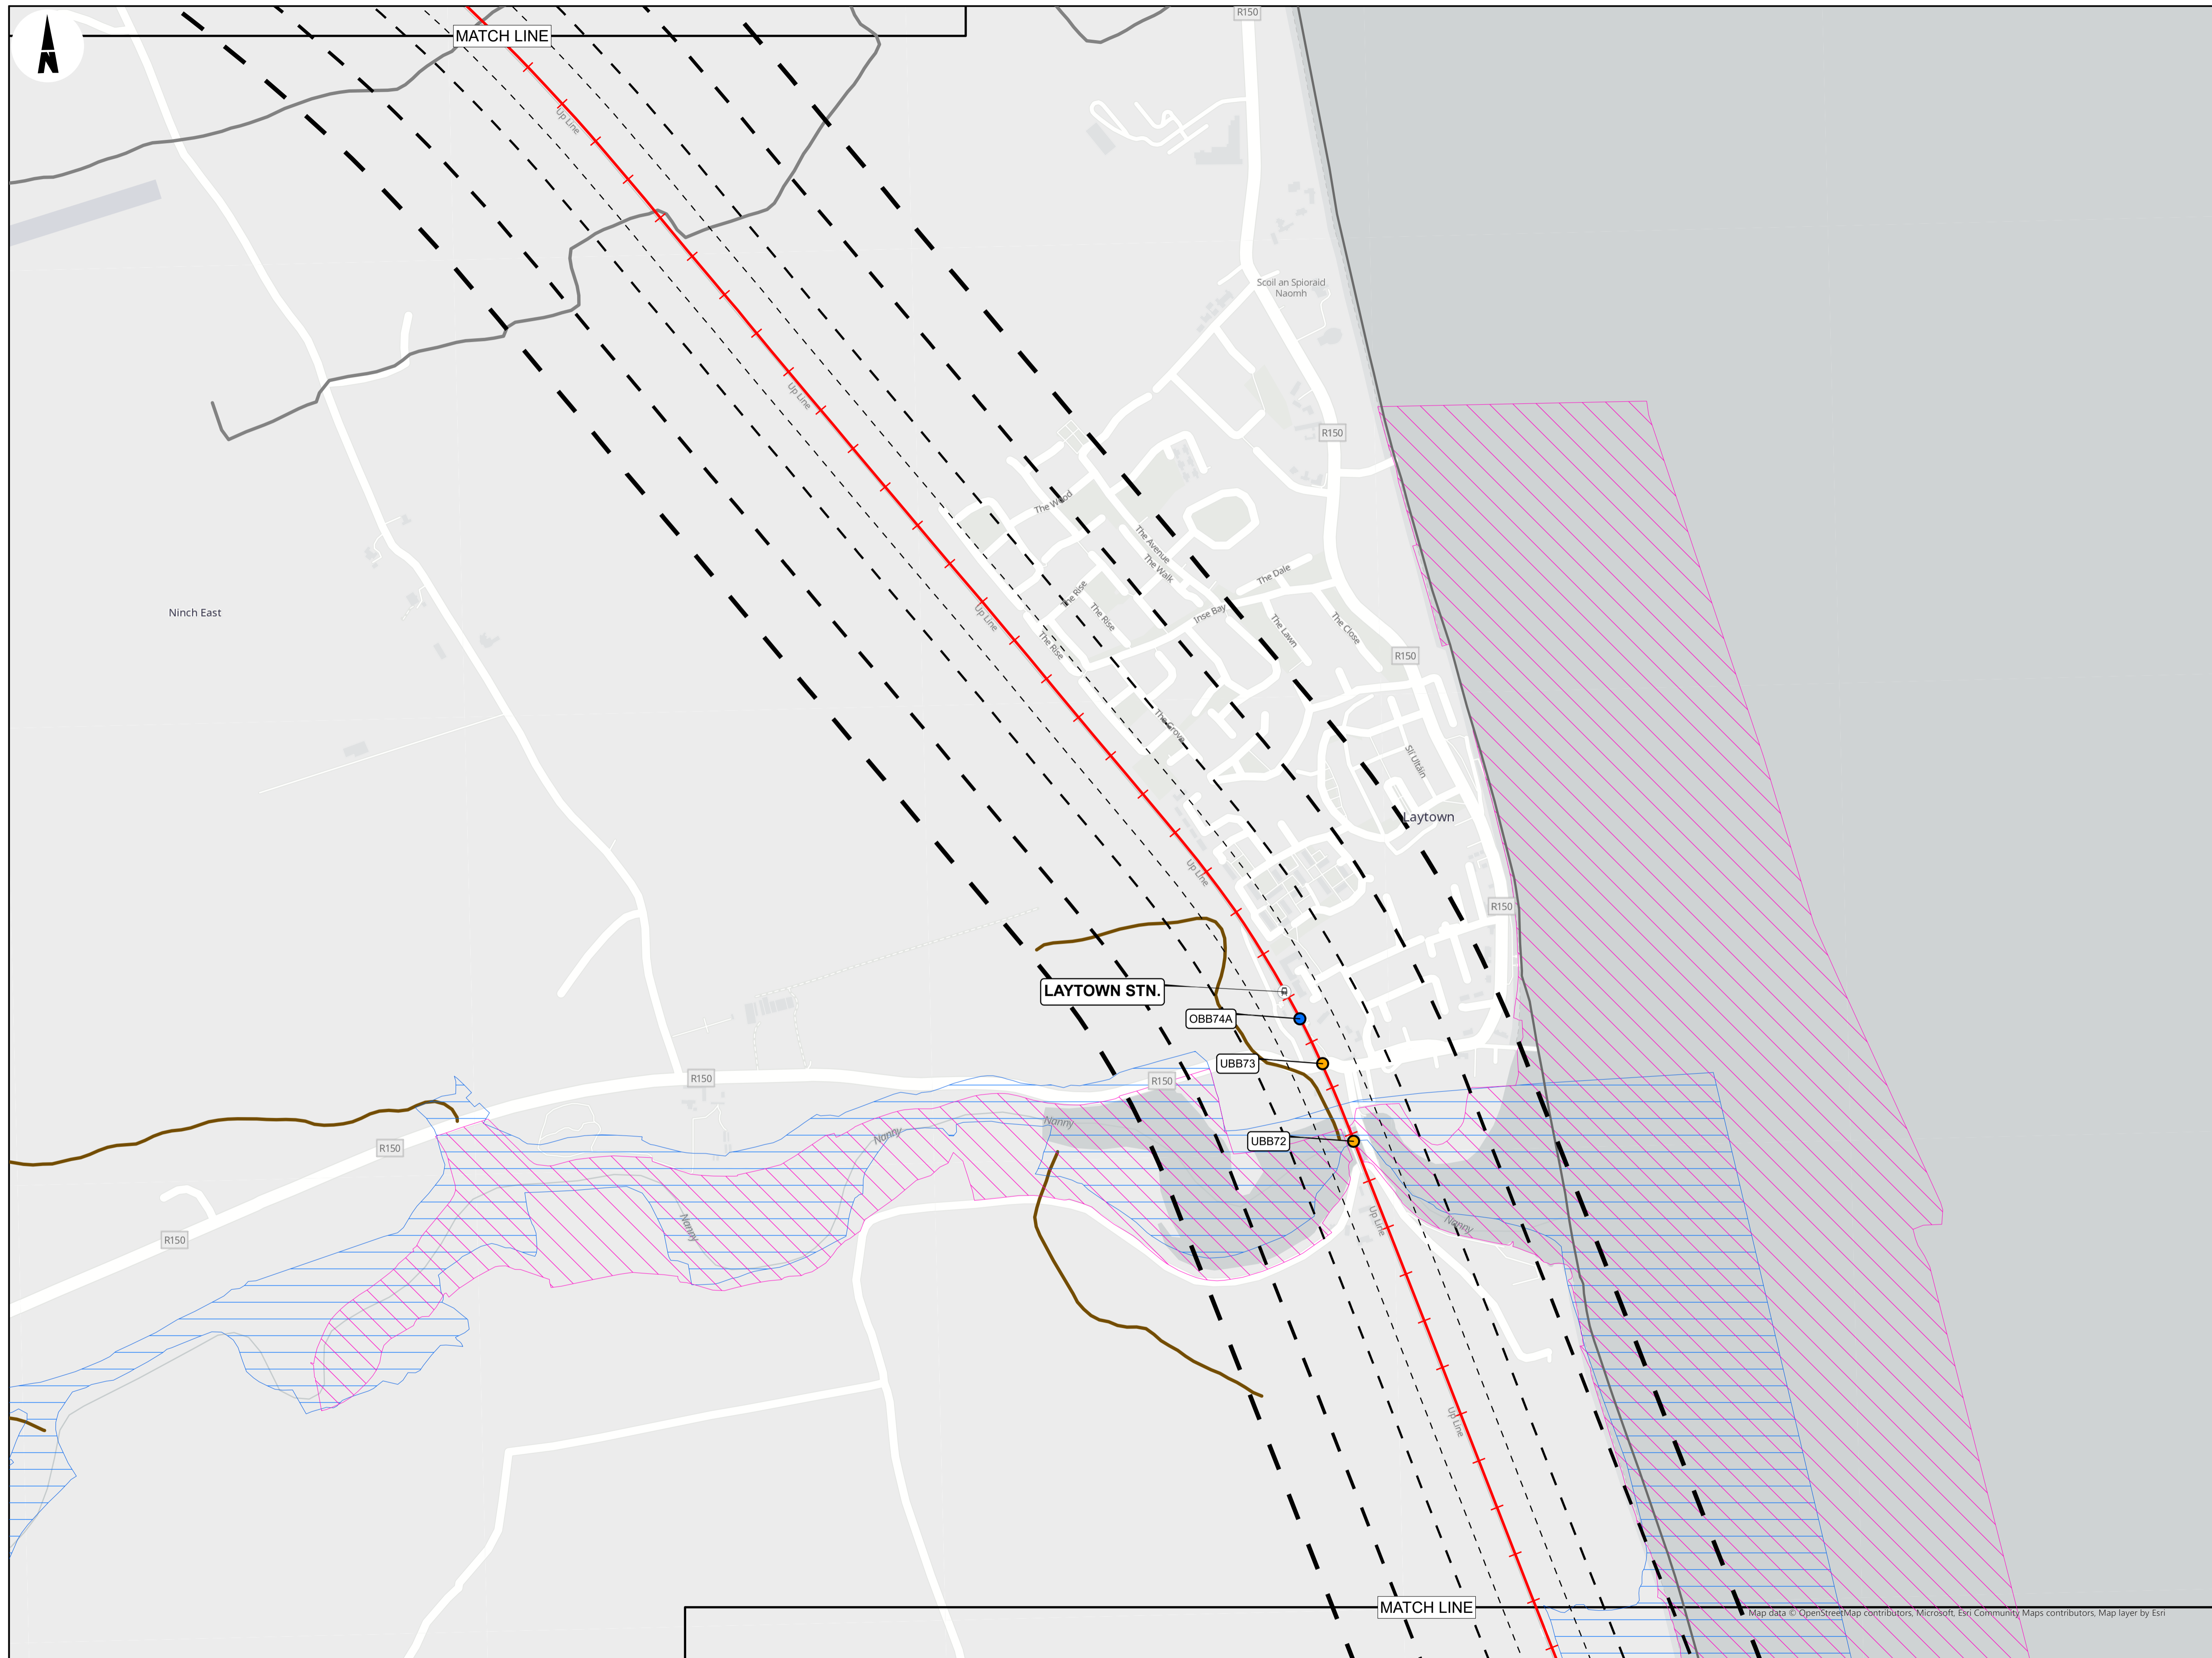 R150
MATCH LINE
N
Up Line
Scoil an Spioraid
Naomh
Up Line
R150
The Wood
The Avenue
The Walk
The Dale
The Rise
The Rise
Inse Bay
The Lawn
The Close
Ninch East
Up Line
The Rise
R150
The Grove
Slí Ultáin
Laytown
Up Line
R150
LAYTOWN STN.
OBB74A
UBB73
R150
R150
Nanny
Nanny
UBB72
R150
Nanny
Up Line
Nanny
R150
Up Line
MATCH LINE
Map data © OpenStreetMap contributors, Microsoft, Esri Community Maps contributors, Map layer by Esri